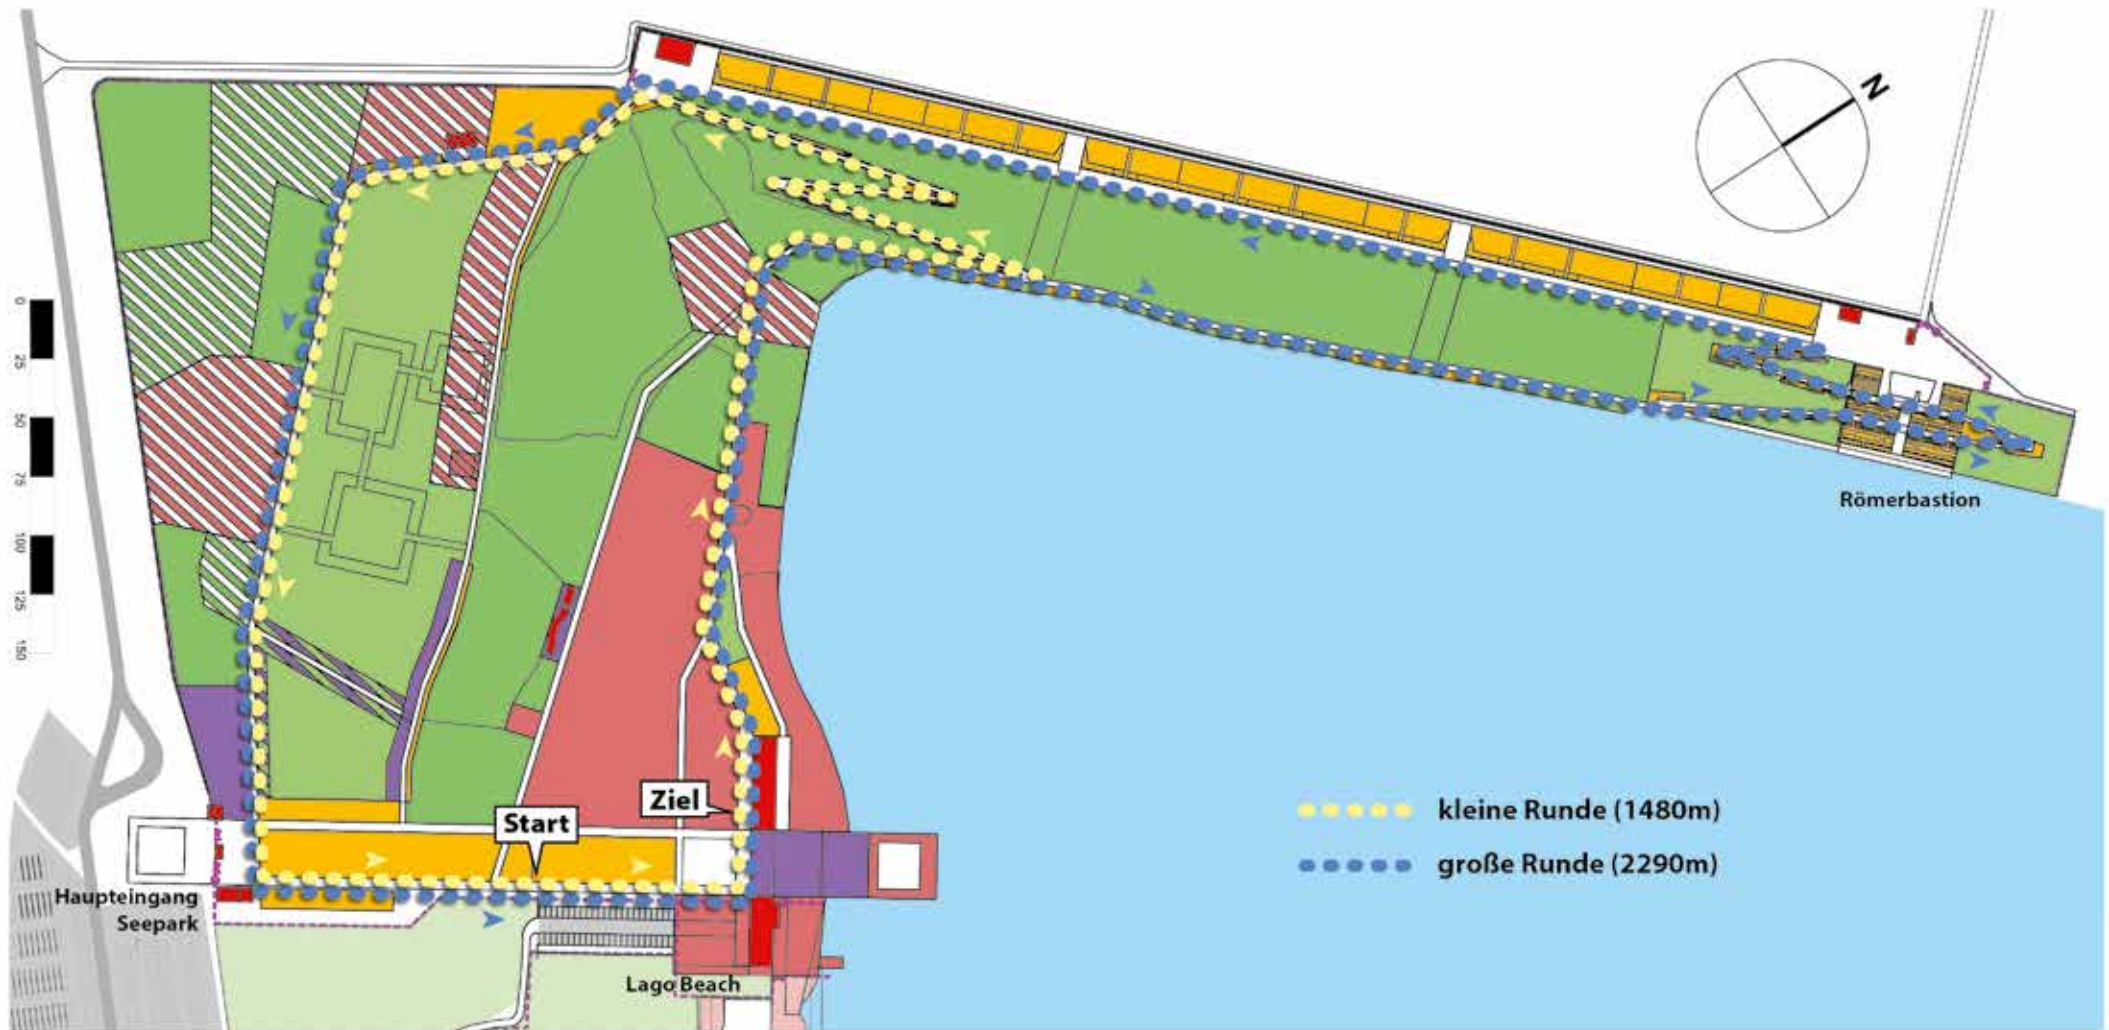 N
0
25
50
75
100
125
150
Römerbastion
Ziel
Start
kleine Runde (1480m)
große Runde (2290m)
Haupteingang
Seepark
Lago Beach